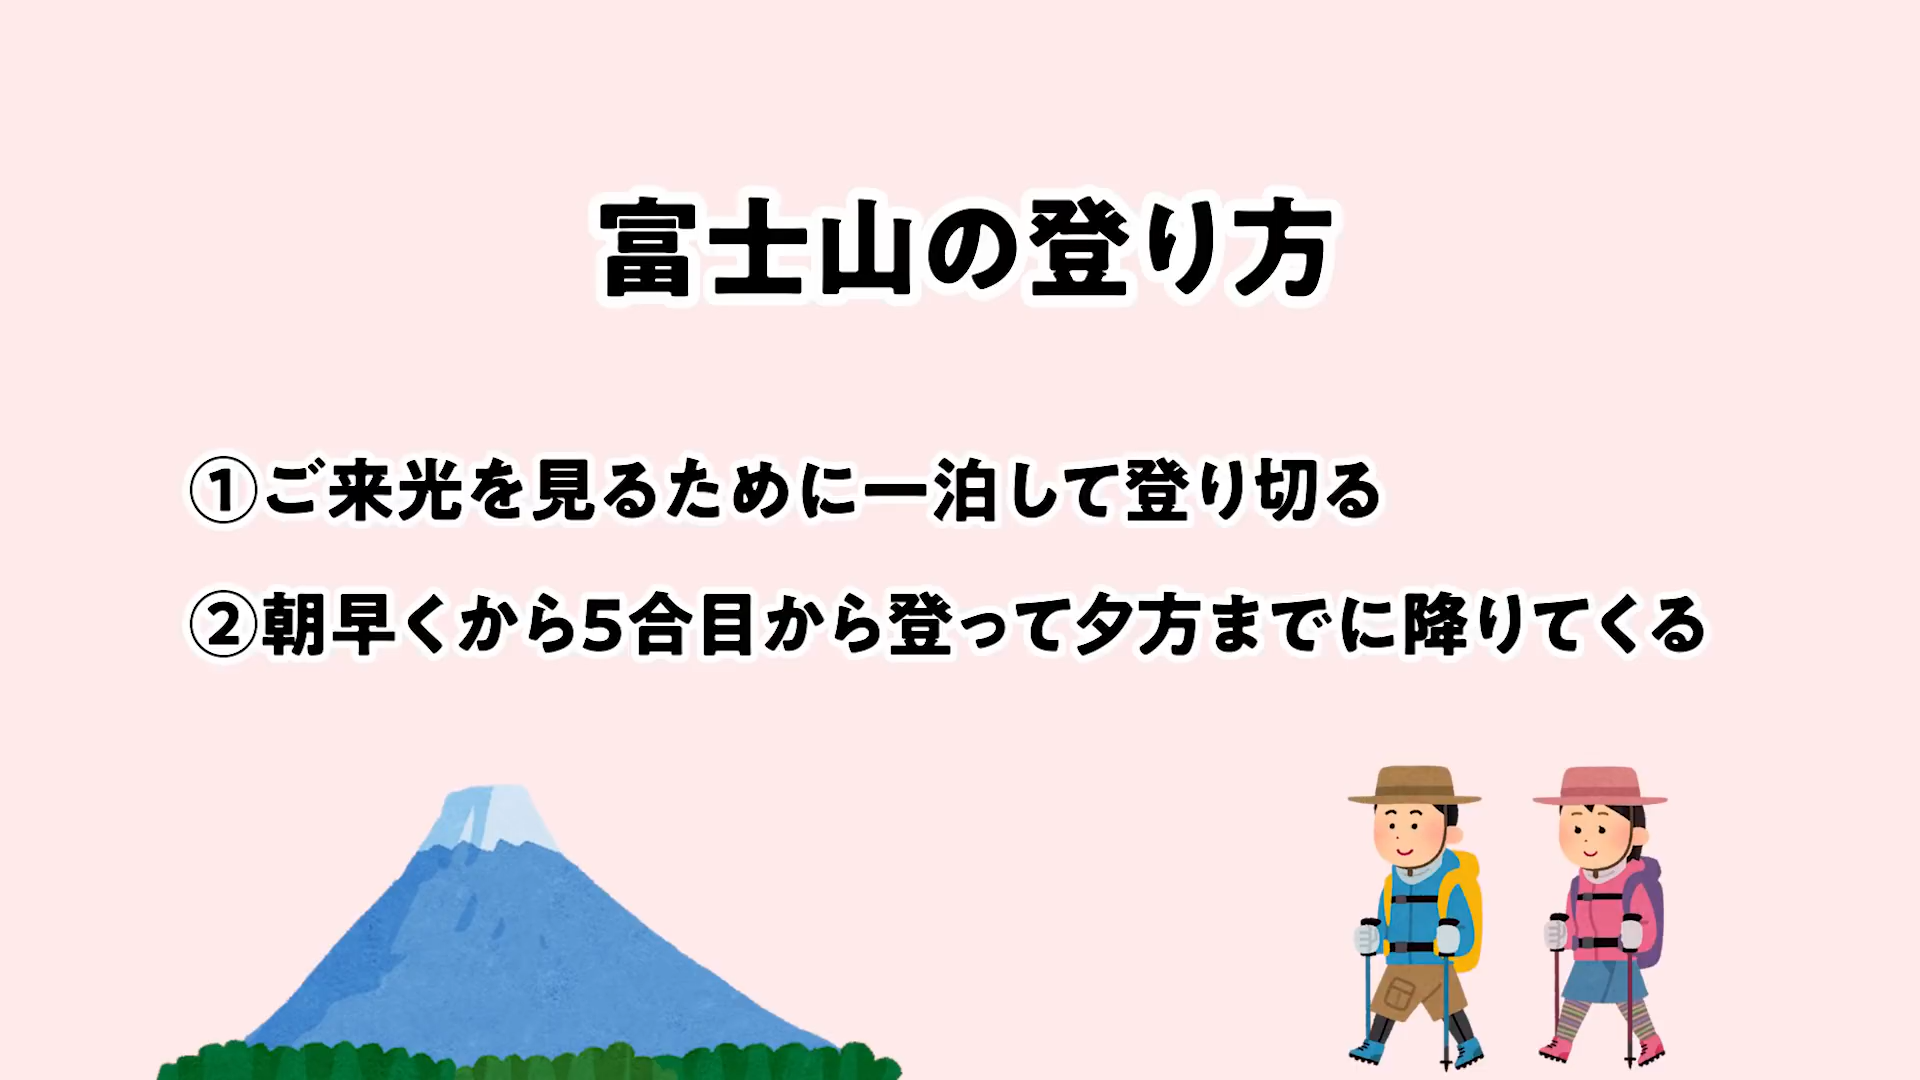 富士山の登り方
①ご来光を見るために一泊して登り切る
②朝早くから5合目から登って夕方までに降りてくる